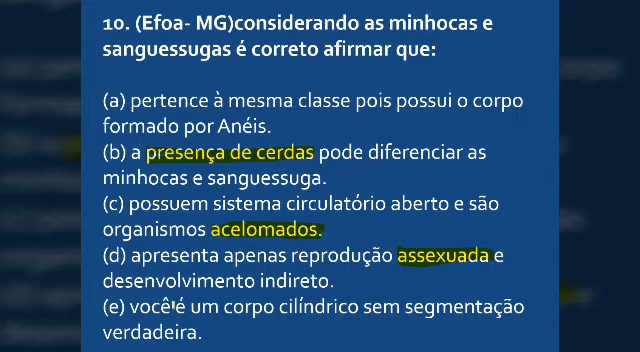 10. (Efoa- MG)considerando as minhocas e
sanguessugas é correto afirmar que:
(a) pertence à mesma classe pois possui o corpo
formado por Anéis.
(b) a presença de cerdas pode diferenciar as
minhocas e sanguessuga.
(c) possuem sistema circulatório aberto e são
organismos acelomados.
(d) apresenta apenas reprodução assexuada e
desenvolvimento indireto.
(e) você é um corpo cilíndrico sem segmentação
verdadeira.